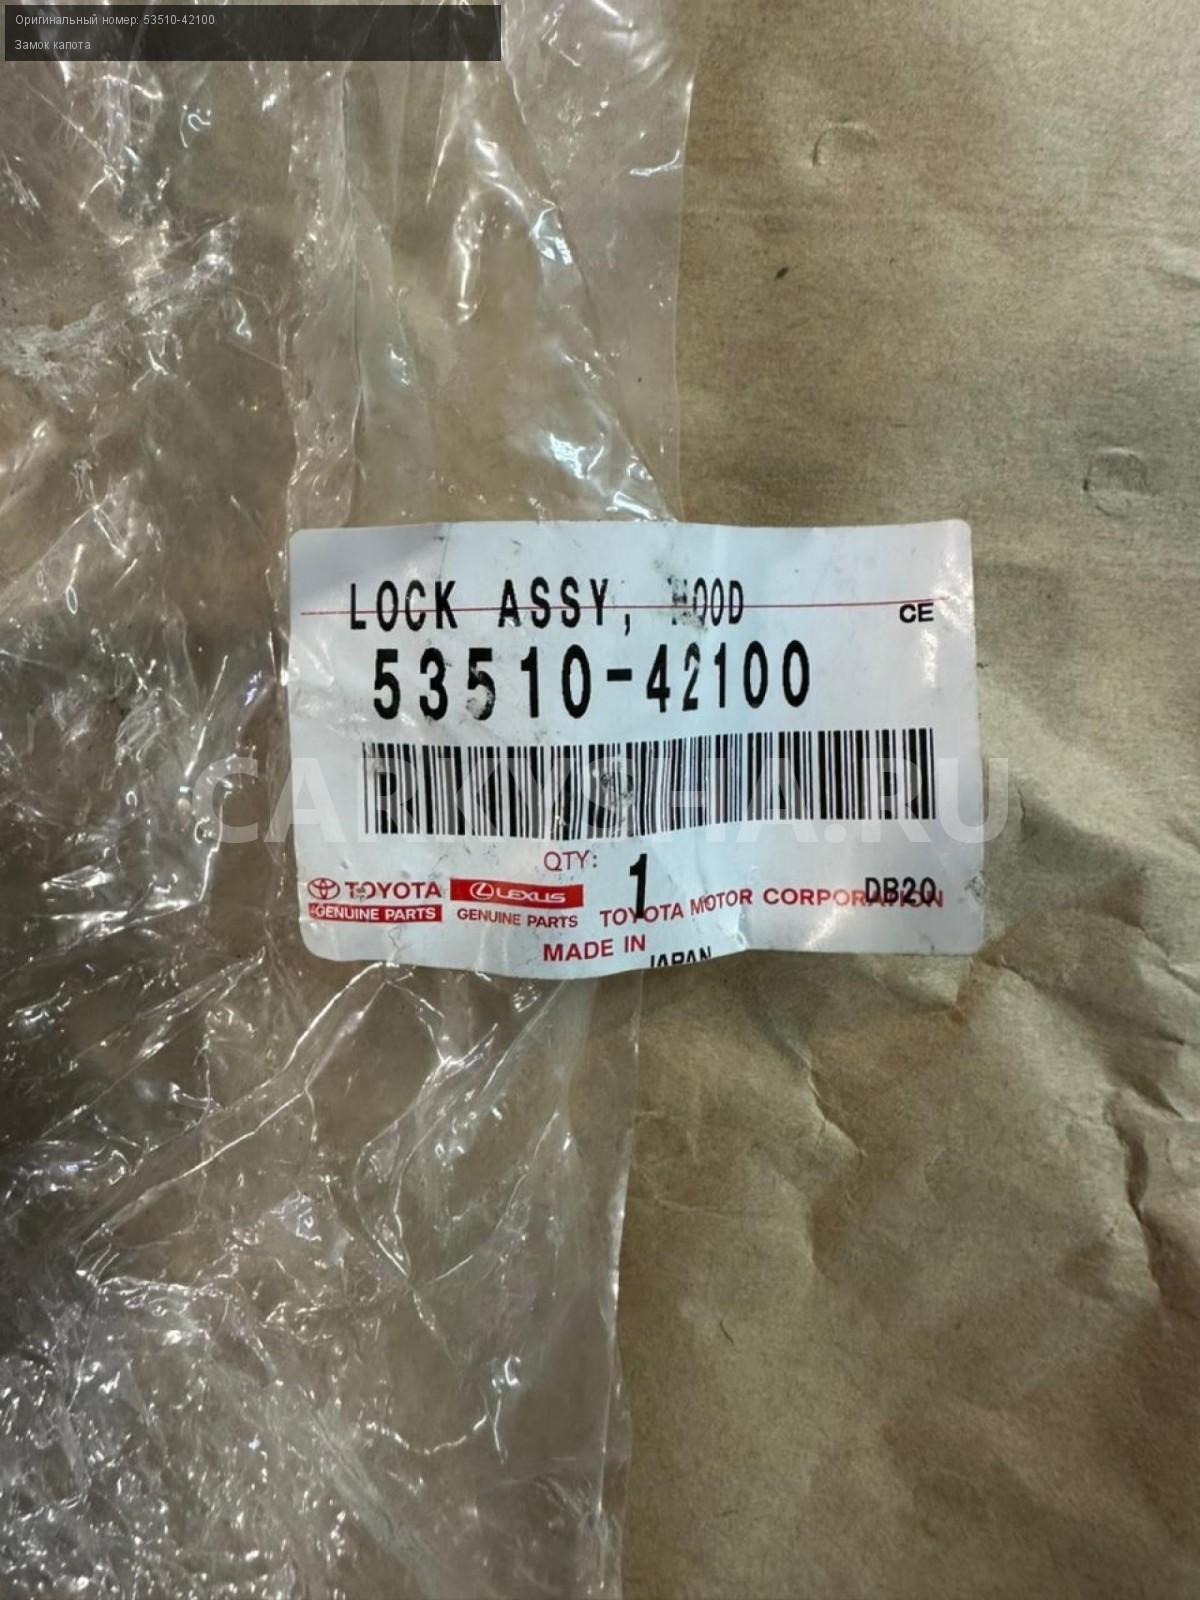 Оригинальный номер: 53510-42100
Замок капота
LOCK ASSY, HOOD
CE
53510-42100
CARKYSHA.RU
QTY: 1
TOYOTA LEXUS DB20
GENUINE PARTS GENUINE PARTS TOYOTA MOTOR CORPORATION
MADE IN JAPAN